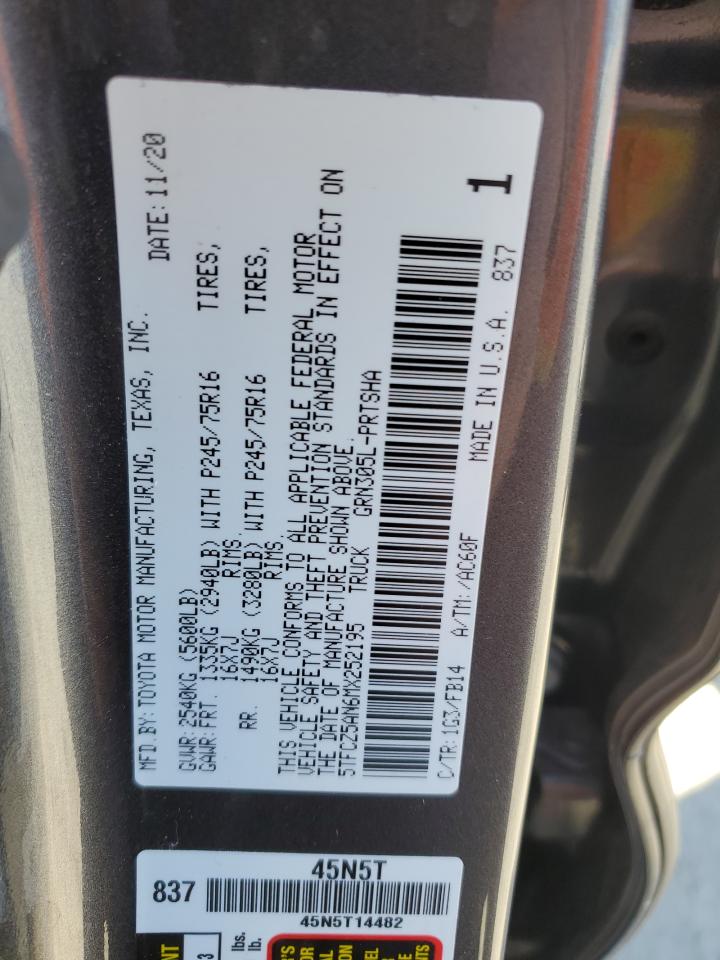 MFD.BY:TOYOTA MOTOR MANUFACTURING, TEXAS, INC. DATE:11/20
GVWR:2540KG (5600LB)
GAWR:FRT. 1335KG (2940LB) WITH P245/75R16 TIRES,
16X7J RIMS.
RR. 1490KG (3280LB) WITH P245/75R16 TIRES,
16X7J RIMS.
THIS VEHICLE CONFORMS TO ALL APPLICABLE FEDERAL MOTOR
VEHICLE SAFETY AND THEFT PREVENTION STANDARDS IN EFFECT ON
THE DATE OF MANUFACTURE SHOWN ABOVE.
5TFCZ5AN6MX252195 TRUCK GRN305L-PRTSHA
1
C/TR:1G3/FB14 A/TM:/AC60F MADE IN U.S.A. 837
45N5T
837
45N5T14482
lbs.
lb.